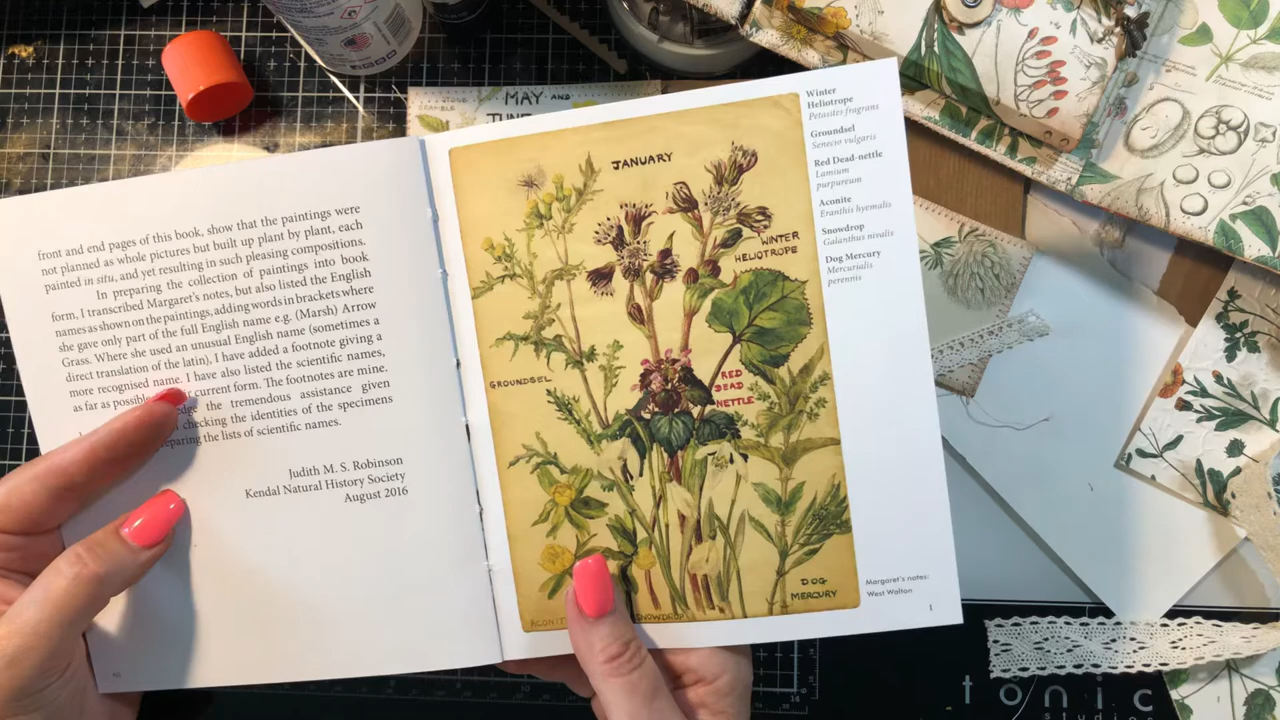 MAY AND
front and end pages of this book, show that the paintings were
not planned as whole pictures but built up plant by plant, each
painted in situ, and yet resulting in such pleasing compositions.
In preparing the collection of paintings into book
form, I transcribed Margaret's notes, but also listed the English
names as shown on the paintings, adding words in brackets where
she gave only part of the full English name e.g. (Marsh) Arrow
Grass. Where she used an unusual English name (sometimes a
direct translation of the latin), I have added a footnote giving a
more recognised name. I have also listed the scientific names,
as far as possible current form. The footnotes are mine.
the tremendous assistance given
checking the identities of the specimens
the lists of scientific names.
Judith M. S. Robinson
Kendal Natural History Society
August 2016
JANUARY
WINTER
HELIOTROPE
GROUNDSEL
RED
DEAD
NETTLE
DOG
MERCURY
SNOWDROP
Winter
Heliotrope
Petasites fragrans
Groundsel
Senecio vulgaris
Red Dead-nettle
Lamium
purpureum
Aconite
Eranthis hyemalis
Snowdrop
Galanthus nivalis
Dog Mercury
Mercurialis
perennis
Margaret's notes:
West Walton
1
tonic